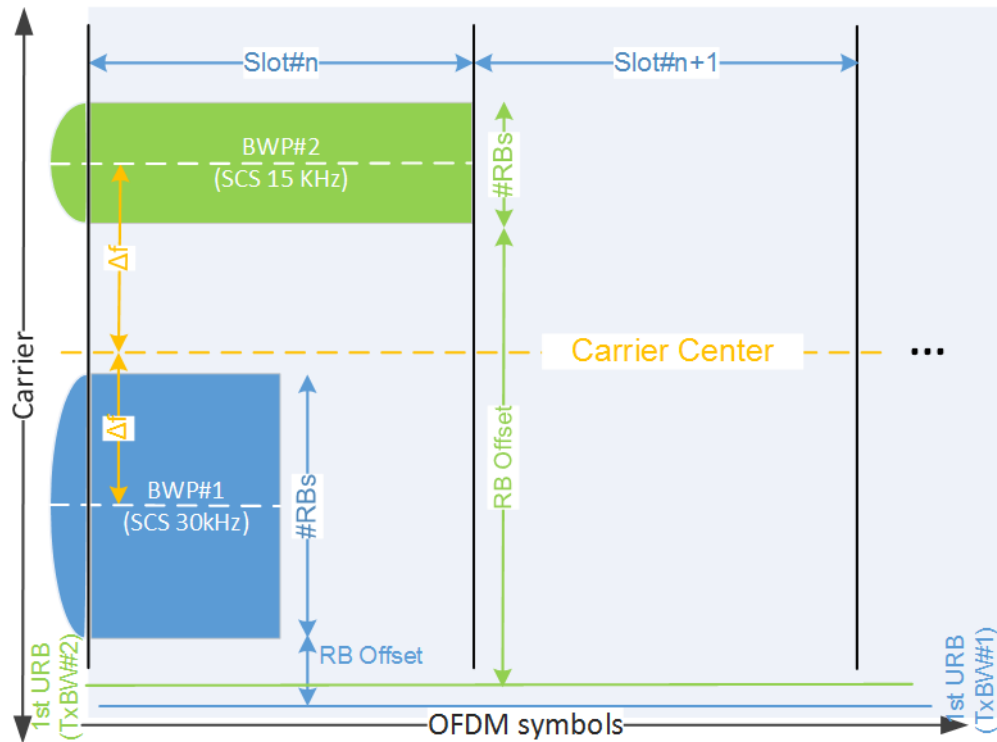 Slot#n
Slot#n+1
BWP#2
(SCS 15 KHz)
#RBs
Δf
Carrier Center
...
Carrier
Δf
RB Offset
BWP#1
(SCS 30kHz)
#RBs
RB Offset
1st URB
(TxBW#2)
1st URB
(TxBW#1)
OFDM symbols